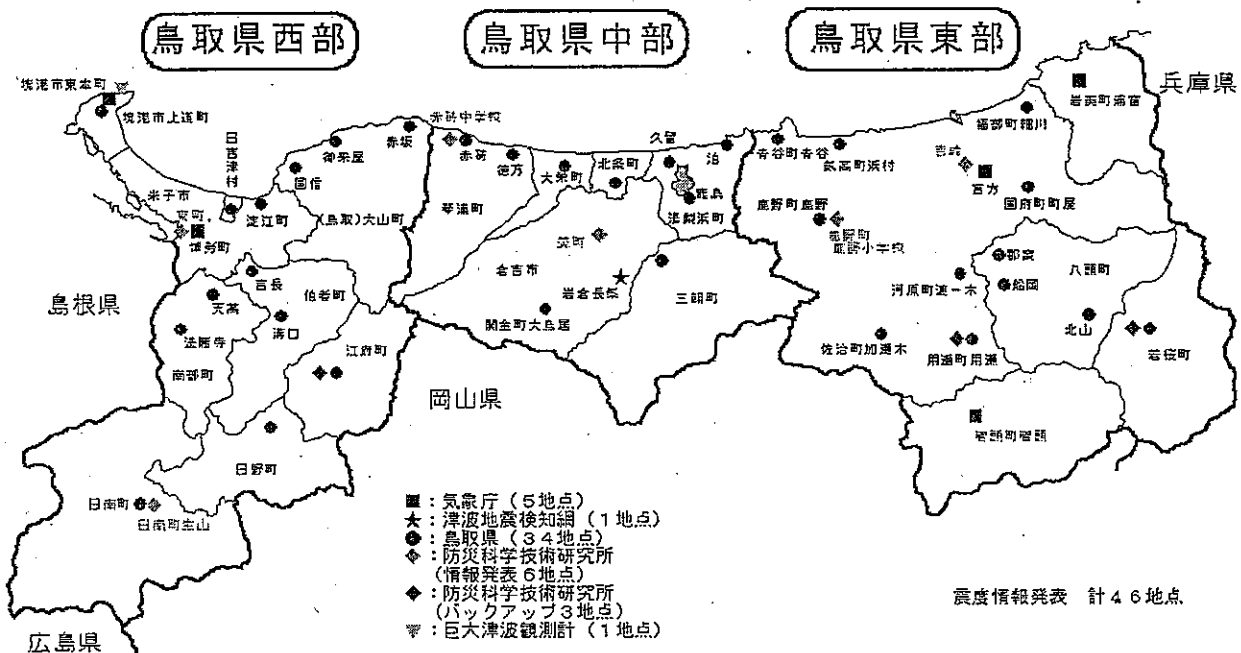 鳥取県西部
鳥取県中部
鳥取県東部
兵庫県
境港市東本町
境港市上道町
日吉津村
御来屋
赤坂
赤碕中学校
赤碕
徳万
大栄町
北条町
久留
泊
青谷町青谷
気高町浜村
福部町細川
岩美町浦富
吉方
国府町町屋
国信
米子市
東町
博労町
淀江町
(鳥取)大山町
琴浦町
湯梨浜町
鹿野町鹿野
鹿野町
鹿野小学校
倉吉市
岩倉長峯
三朝町
関金町大鳥居
郡家
船岡
八頭町
河原町渡一木
北山
佐治町加瀬木
用瀬町用瀬
若桜町
智頭町智頭
島根県
天萬
法勝寺
南部町
吉長
伯耆町
溝口
江府町
岡山県
日野町
日南町
日南町生山
広島県
■:気象庁(5地点)
★:津波地震検知網(1地点)
●:鳥取県(34地点)
◈:防災科学技術研究所
(情報発表6地点)
◆:防災科学技術研究所
(バックアップ3地点)
▼:巨大津波観測計(1地点)
震度情報発表 計46地点